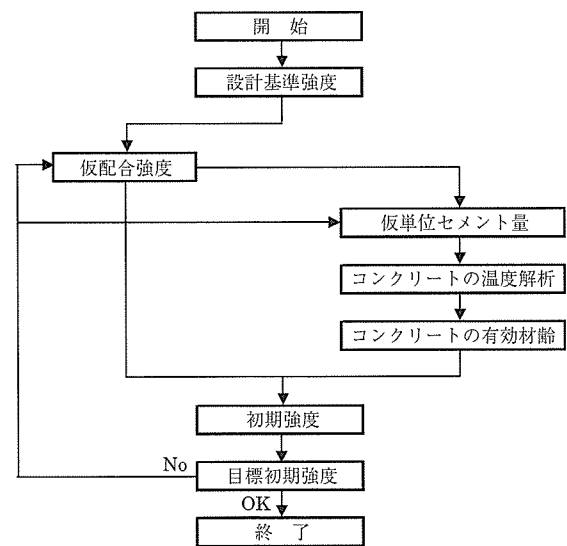 開 始
設計基準強度
仮配合強度
仮単位セメント量
コンクリートの温度解析
コンクリートの有効材齢
初期強度
No
目標初期強度
OK
終 了